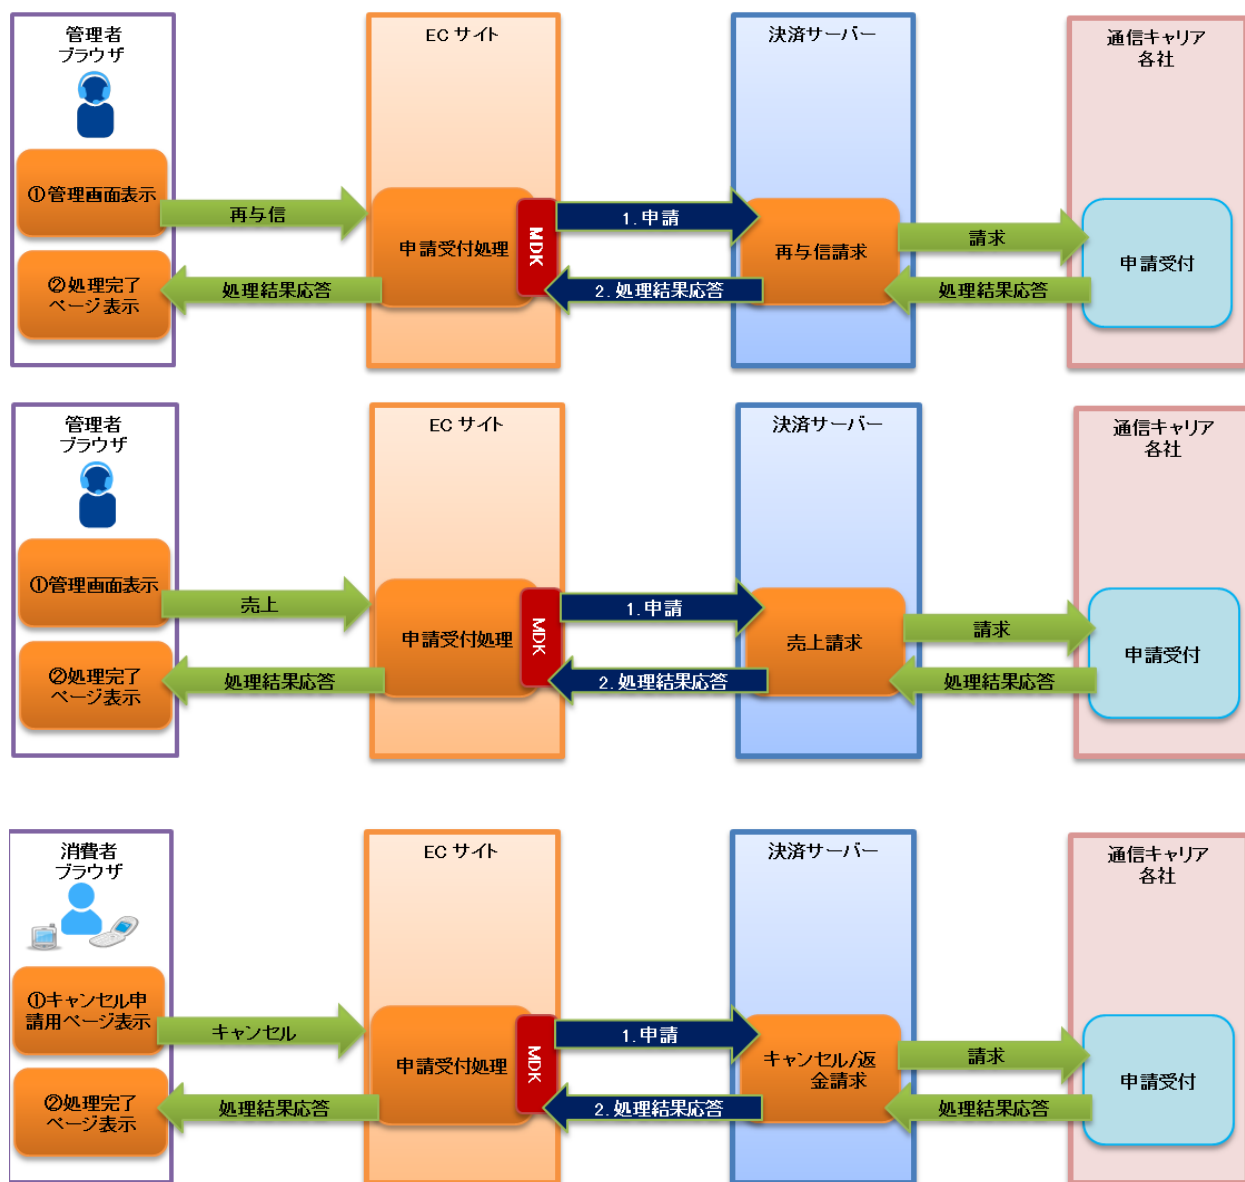 管理者
ブラウザ
ECサイト
決済サーバー
通信キャリア
各社
①管理画面表示
再与信
申請受付処理
MDK
1.申請
再与信請求
請求
申請受付
②処理完了
ページ表示
処理結果応答
2.処理結果応答
処理結果応答
管理者
ブラウザ
ECサイト
決済サーバー
通信キャリア
各社
①管理画面表示
売上
申請受付処理
MDK
1.申請
売上請求
請求
申請受付
②処理完了
ページ表示
処理結果応答
2.処理結果応答
処理結果応答
消費者
ブラウザ
ECサイト
決済サーバー
通信キャリア
各社
①キャンセル申
請用ページ表示
キャンセル
申請受付処理
MDK
1.申請
キャンセル/返
金請求
請求
申請受付
②処理完了
ページ表示
処理結果応答
2.処理結果応答
処理結果応答